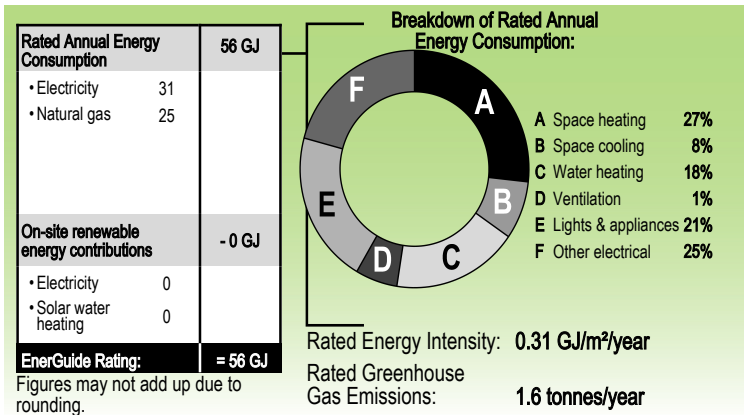 Rated Annual Energy
Consumption
56 GJ
• Electricity 31
• Natural gas 25
On-site renewable
energy contributions
- 0 GJ
• Electricity 0
• Solar water
heating
0
EnerGuide Rating: = 56 GJ
Figures may not add up due to
rounding.
Breakdown of Rated Annual
Energy Consumption:
A
B
C
D
E
F
A Space heating 27%
B Space cooling 8%
C Water heating 18%
D Ventilation 1%
E Lights & appliances 21%
F Other electrical 25%
Rated Energy Intensity: 0.31 GJ/m²/year
Rated Greenhouse
Gas Emissions: 1.6 tonnes/year